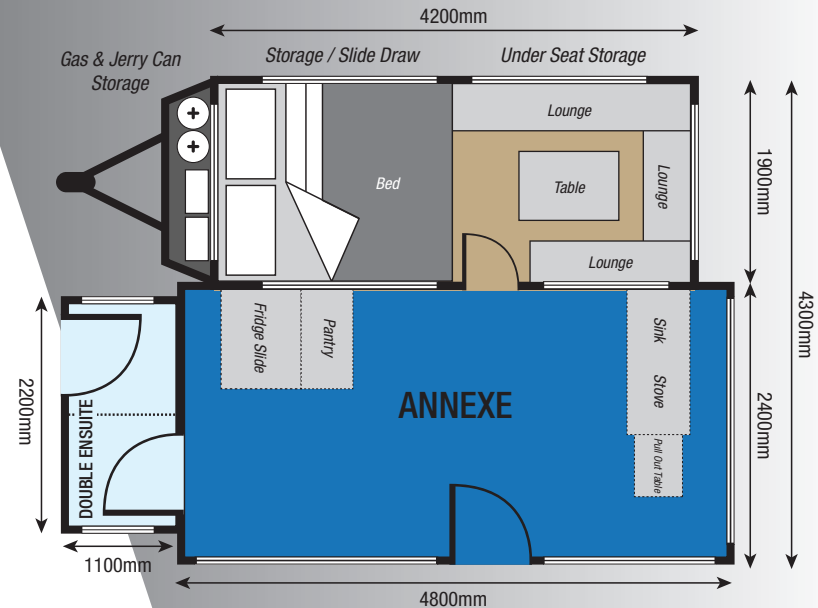 4200mm
Gas & Jerry Can
Storage
Storage / Slide Draw
Under Seat Storage
Lounge
Bed
Table
Lounge
Lounge
1900mm
4300mm
Fridge Slide
Pantry
Sink
Stove
Pull Out Table
ANNEXE
2400mm
2200mm
DOUBLE ENSUITE
1100mm
4800mm